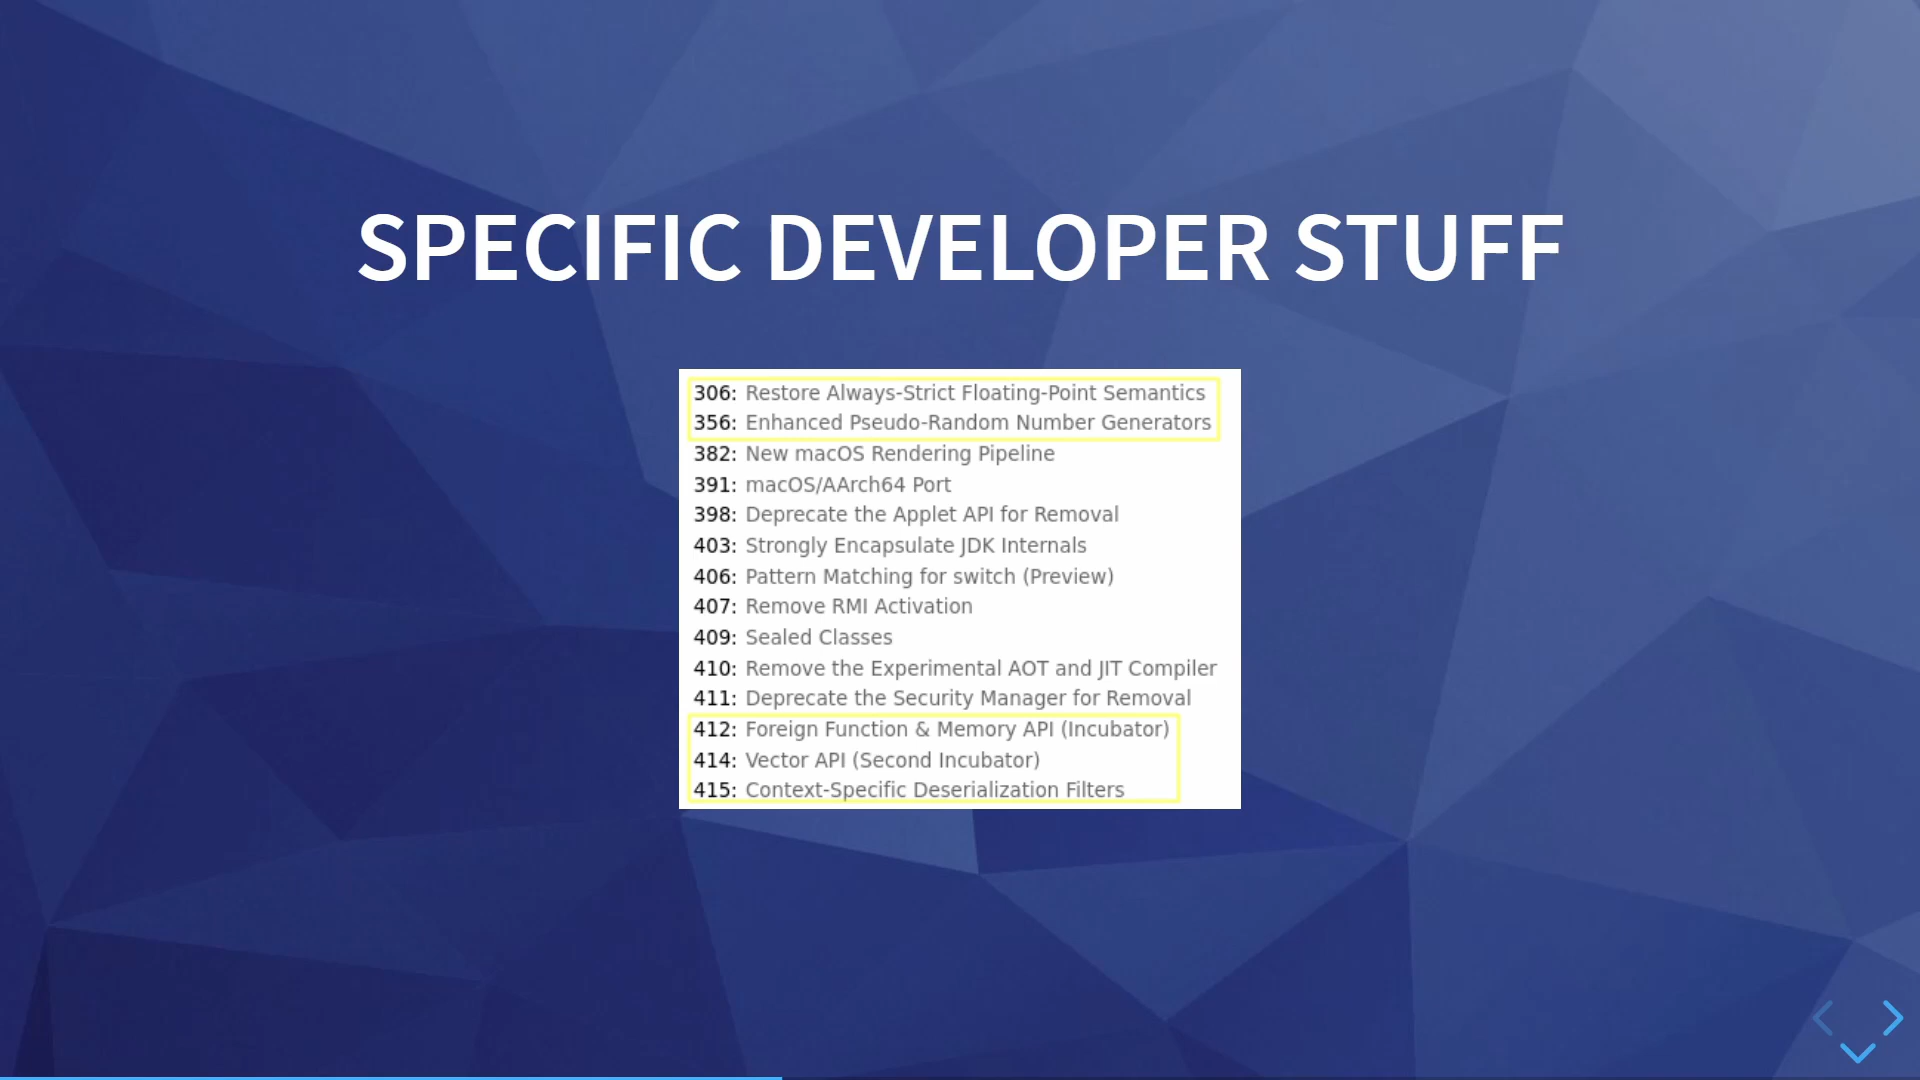 SPECIFIC DEVELOPER STUFF
306: Restore Always-Strict Floating-Point Semantics
356: Enhanced Pseudo-Random Number Generators
382: New macOS Rendering Pipeline
391: macOS/AArch64 Port
398: Deprecate the Applet API for Removal
403: Strongly Encapsulate JDK Internals
406: Pattern Matching for switch (Preview)
407: Remove RMI Activation
409: Sealed Classes
410: Remove the Experimental AOT and JIT Compiler
411: Deprecate the Security Manager for Removal
412: Foreign Function & Memory API (Incubator)
414: Vector API (Second Incubator)
415: Context-Specific Deserialization Filters